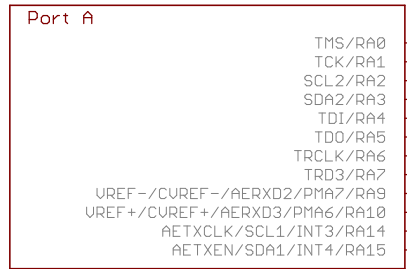 Port A
TMS/RA0
TCK/RA1
SCL2/RA2
SDA2/RA3
TDI/RA4
TDO/RA5
TRCLK/RA6
TRD3/RA7
VREF-/CVREF-/AERXD2/PMA7/RA9
VREF+/CVREF+/AERXD3/PMA6/RA10
AETXCLK/SCL1/INT3/RA14
AETXEN/SDA1/INT4/RA15